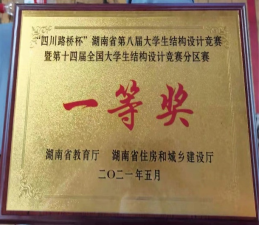 “四川路桥杯”湖南省第八届大学生结构设计竞赛
暨第十四届全国大学生结构设计竞赛分区赛
一等奖
湖南省教育厅 湖南省住房和城乡建设厅
二〇二一年五月